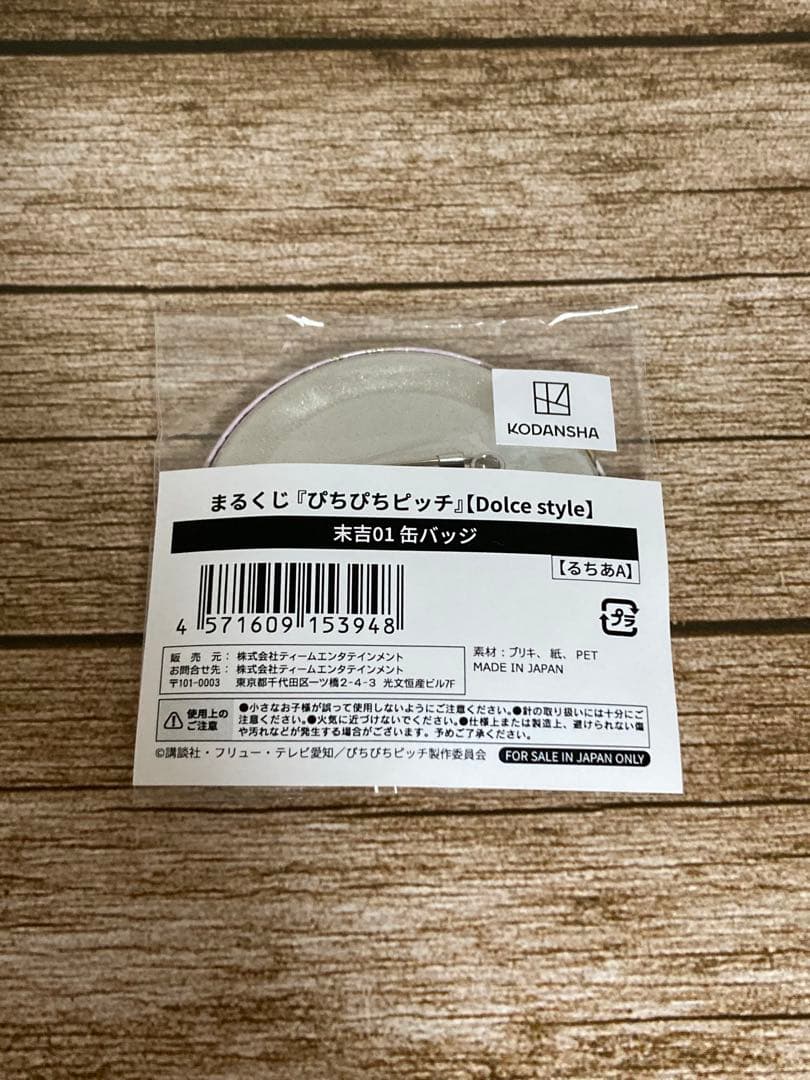 KODANSHA
まるくじ『ぴちぴちピッチ』【Dolce style】
末吉01 缶バッジ
【るちあA】
4 571609 153948
プラ
販 売 元： 株式会社ティームエンタテインメント
お問合せ先： 株式会社ティームエンタテインメント
〒101-0003 東京都千代田区一ツ橋2-4-3 光文恒産ビル7F
素材：ブリキ、紙、PET
MADE IN JAPAN
使用上の
ご注意
●小さなお子様が誤って使用しないようにご注意ください。●針の取り扱いには十分にご
注意ください。●火気に近づけないでください。●仕様上または製造上、避けられない傷
や汚れなどが発生する場合がございます。予めご了承ください。
©講談社・フリュー・テレビ愛知／ぴちぴちピッチ製作委員会
FOR SALE IN JAPAN ONLY